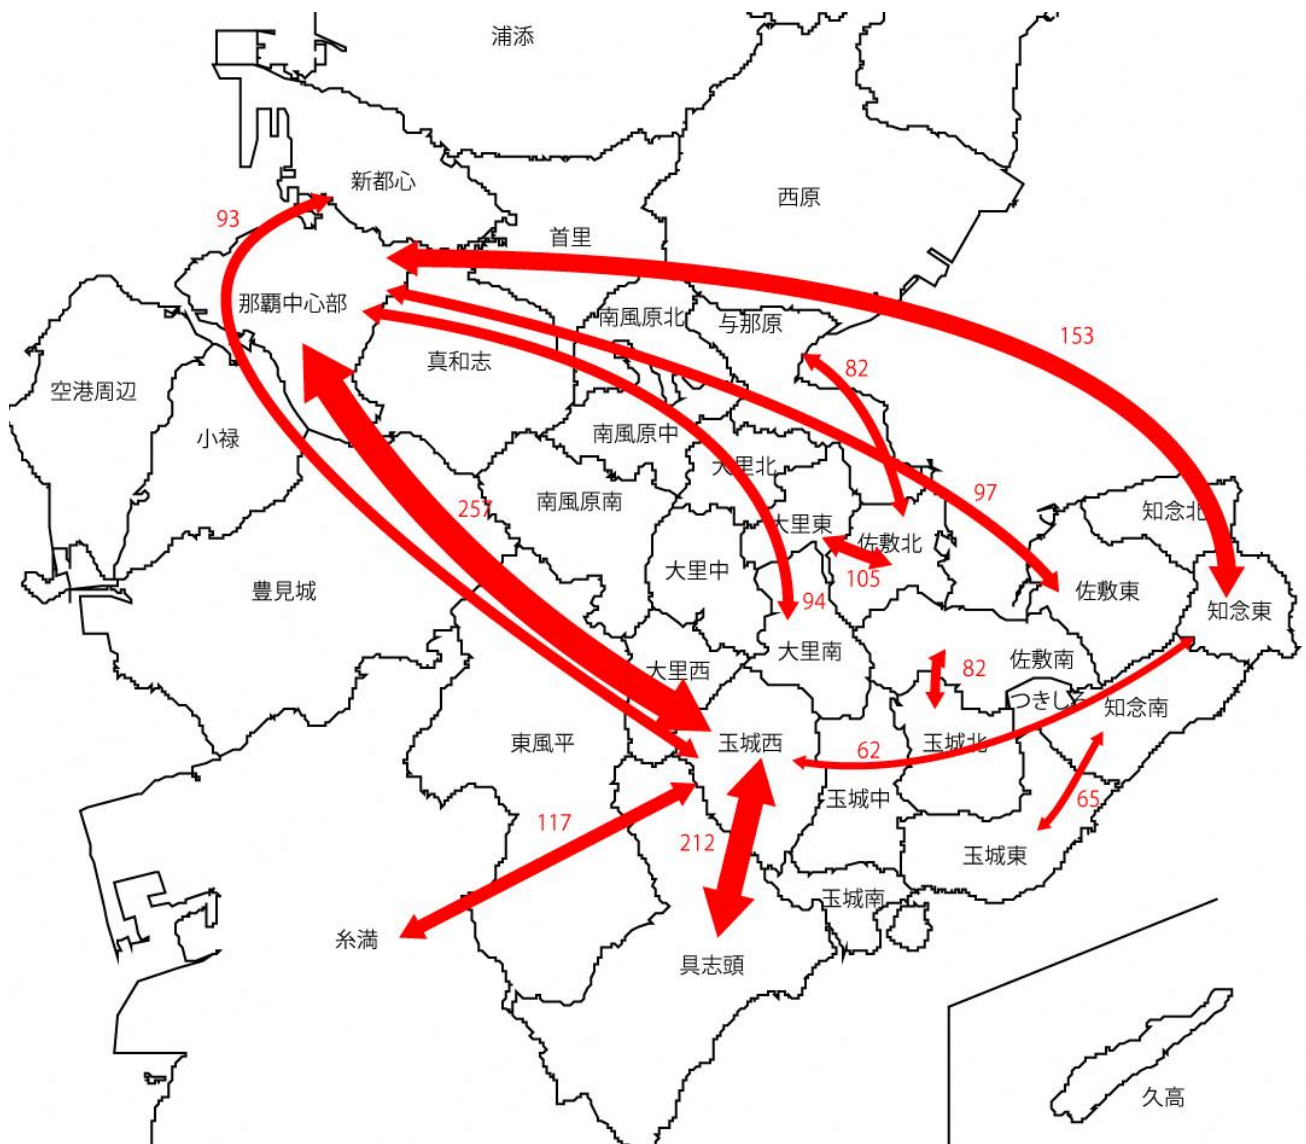 浦添
新都心
西原
93
首里
那覇中心部
南風原北
与那原
153
真和志
82
空港周辺
小禄
南風原中
大里北
97
南風原南
257
知念北
大里東
佐敷北
大里中
105
豊見城
佐敷東
94
知念東
大里南
佐敷南
大里西
82
つきしろ
知念南
東風平
玉城西
62
玉城北
玉城中
65
117
212
玉城東
玉城南
糸満
具志頭
久高